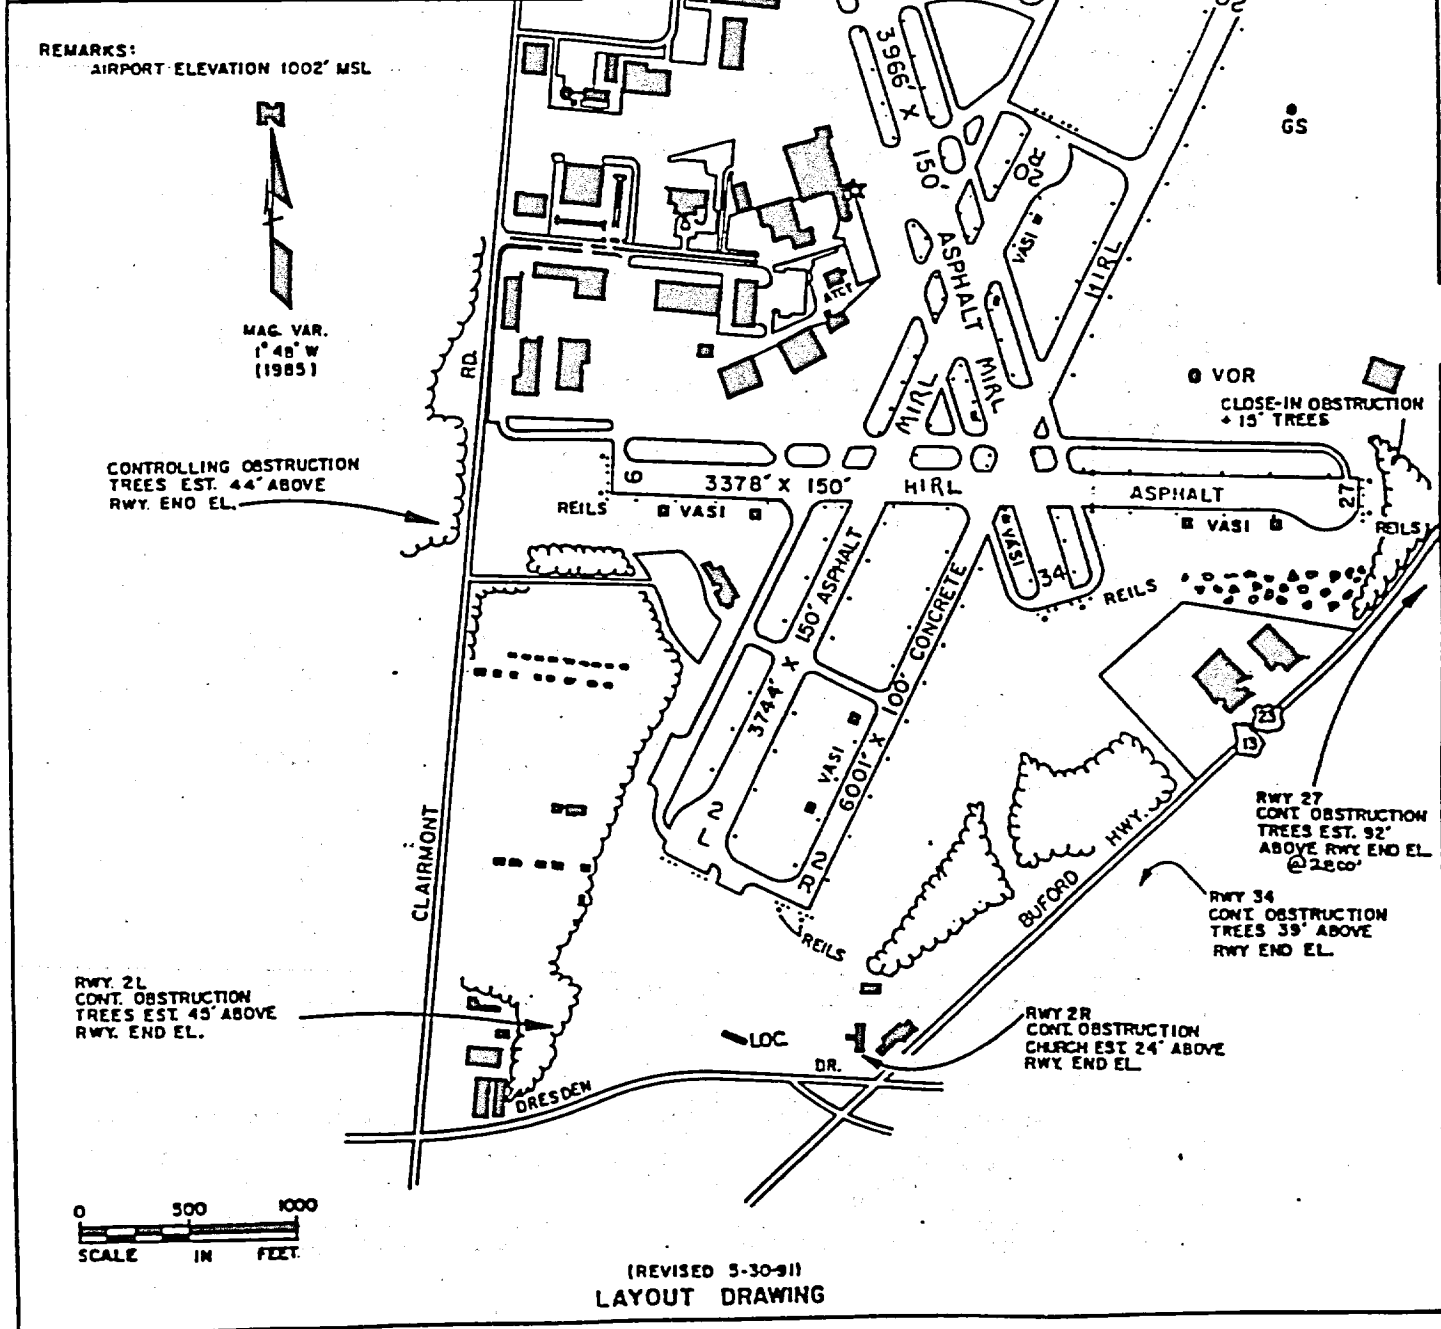 REMARKS:
AIRPORT ELEVATION 1002' MSL
N
MAG. VAR.
1° 48' W
(1985)
3966' X 150'
ASPHALT
MIRL
20R
VASI
HIRL
GS
ATCT
RD.
MIRL
VOR
CLOSE-IN OBSTRUCTION
+ 15' TREES
CONTROLLING OBSTRUCTION
TREES EST. 44' ABOVE
RWY. END EL.
9
3378' X 150'
HIRL
ASPHALT
27
REILS
VASI
VASI
VASI
REILS
34
REILS
3744' X 150' ASPHALT
6001' X 100' CONCRETE
VASI
2L
2R
REILS
CLAIRMONT
23
13
BUFORD HWY.
RWY 27
CONT OBSTRUCTION
TREES EST. 92'
ABOVE RWY END EL.
RWY 34
CONT. OBSTRUCTION
TREES 39' ABOVE
RWY END EL.
RWY. 2L
CONT. OBSTRUCTION
TREES EST. 45' ABOVE
RWY. END EL.
RWY 2R
CONT. OBSTRUCTION
CHURCH EST. 24' ABOVE
RWY. END EL.
LOC.
DRESDEN DR.
0 500 1000
SCALE IN FEET.
(REVISED 5-30-91)
LAYOUT DRAWING